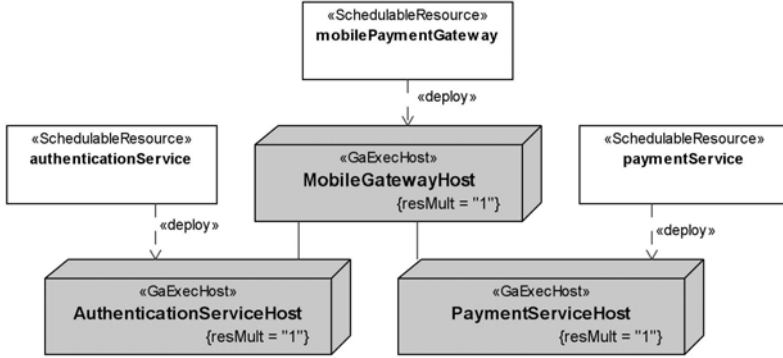 «SchedulableResource»
mobilePaymentGateway
«deploy»
«SchedulableResource»
authenticationService
«deploy»
«GaExecHost»
MobileGatewayHost
{resMult = "1"}
«SchedulableResource»
paymentService
«deploy»
«GaExecHost»
AuthenticationServiceHost
{resMult = "1"}
«GaExecHost»
PaymentServiceHost
{resMult = "1"}